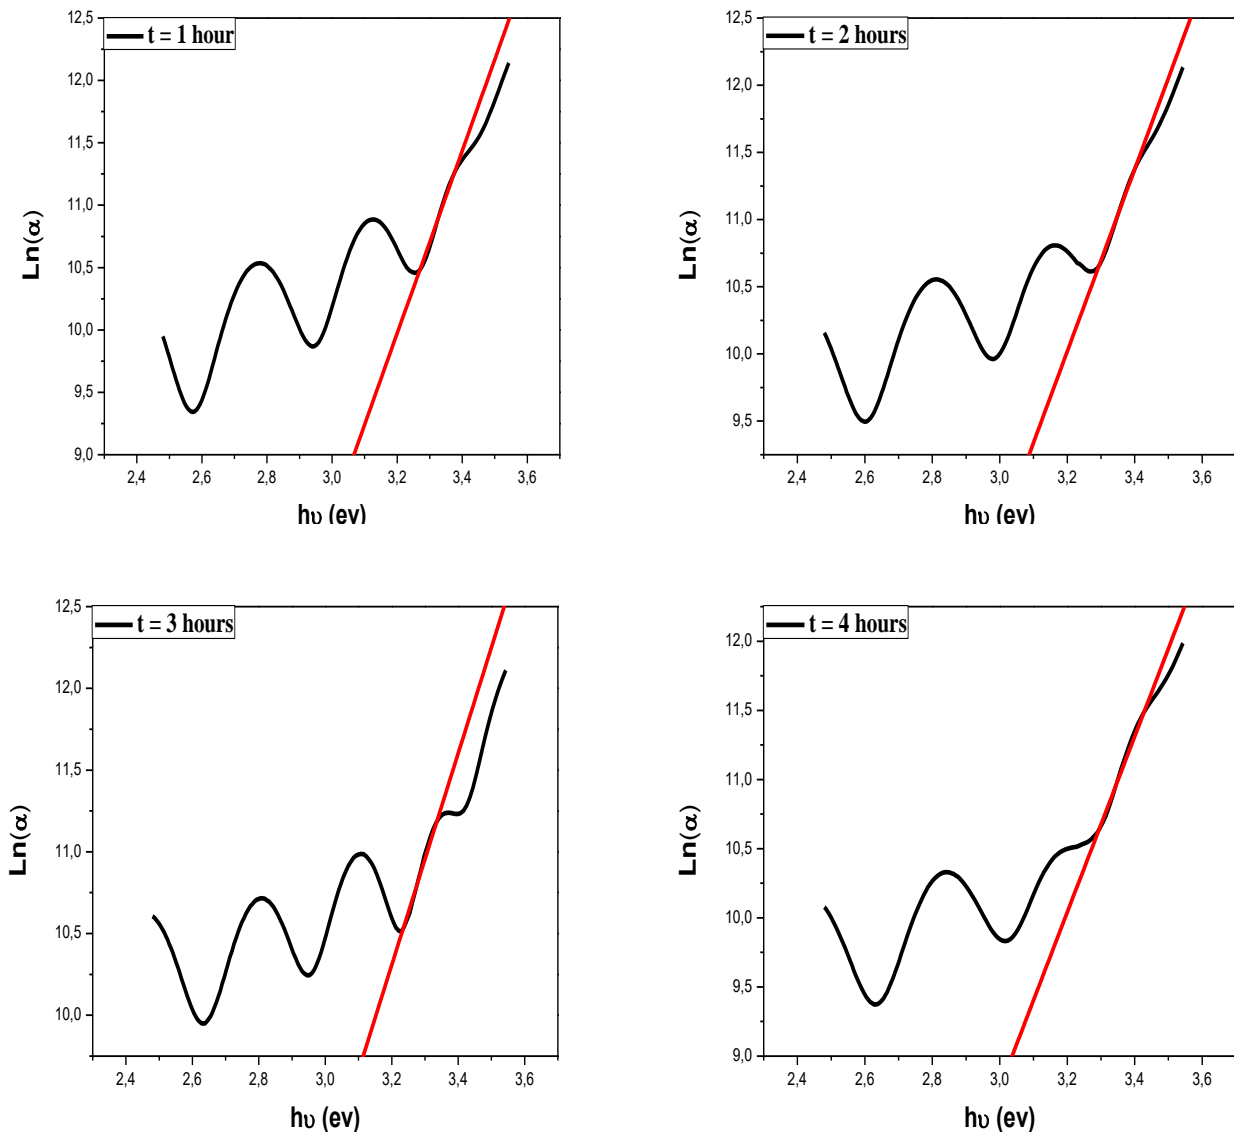 t = 1 hour
12,5
12,0
11,5
11,0
10,5
10,0
9,5
9,0
Ln(α)
2,4 2,6 2,8 3,0 3,2 3,4 3,6
hυ (ev)
t = 2 hours
12,5
12,0
11,5
11,0
10,5
10,0
9,5
Ln(α)
2,4 2,6 2,8 3,0 3,2 3,4 3,6
hυ (ev)
t = 3 hours
12,5
12,0
11,5
11,0
10,5
10,0
Ln(α)
2,4 2,6 2,8 3,0 3,2 3,4 3,6
hυ (ev)
t = 4 hours
12,0
11,5
11,0
10,5
10,0
9,5
9,0
Ln(α)
2,4 2,6 2,8 3,0 3,2 3,4 3,6
hυ (ev)